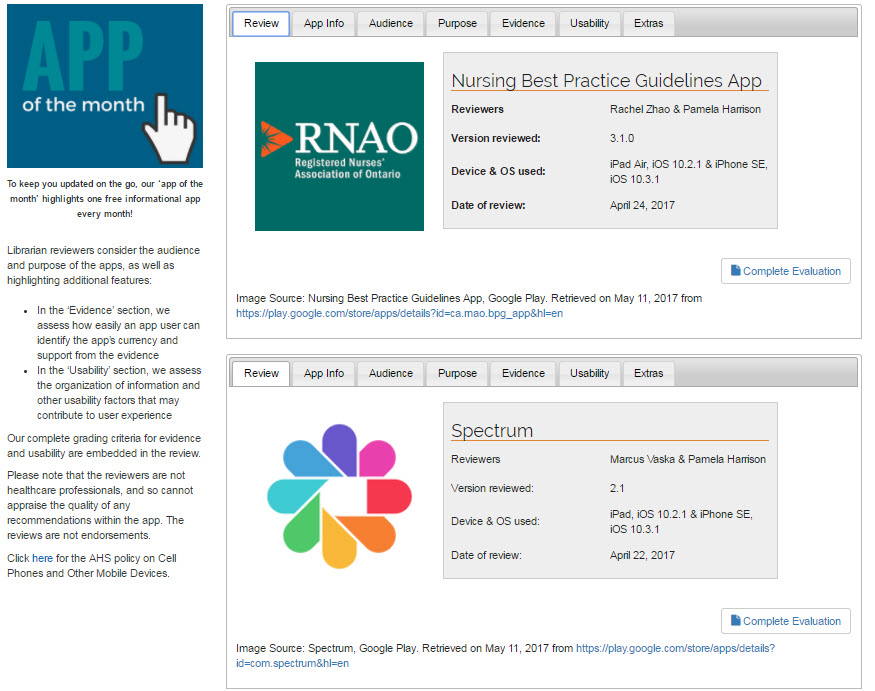 APP
of the month
To keep you updated on the go, our 'app of the
month' highlights one free informational app
every month!
Librarian reviewers consider the audience
and purpose of the apps, as well as
highlighting additional features:
• In the 'Evidence' section, we
assess how easily an app user can
identify the app's currency and
support from the evidence
• In the 'Usability' section, we assess
the organization of information and
other usability factors that may
contribute to user experience
Our complete grading criteria for evidence
and usability are embedded in the review.
Please note that the reviewers are not
healthcare professionals, and so cannot
appraise the quality of any
recommendations within the app. The
reviews are not endorsements.
Click here for the AHS policy on Cell
Phones and Other Mobile Devices.
Review App Info Audience Purpose Evidence Usability Extras
RNAO
Registered Nurses'
Association of Ontario
Nursing Best Practice Guidelines App
Reviewers Rachel Zhao & Pamela Harrison
Version reviewed: 3.1.0
Device & OS used: iPad Air, iOS 10.2.1 & iPhone SE,
iOS 10.3.1
Date of review: April 24, 2017
Complete Evaluation
Image Source: Nursing Best Practice Guidelines App, Google Play. Retrieved on May 11, 2017 from
https://play.google.com/store/apps/details?id=ca.rnao.bpg_app&hl=en
Review App Info Audience Purpose Evidence Usability Extras
Spectrum
Reviewers Marcus Vaska & Pamela Harrison
Version reviewed: 2.1
Device & OS used: iPad, iOS 10.2.1 & iPhone SE,
iOS 10.3.1
Date of review: April 22, 2017
Complete Evaluation
Image Source: Spectrum, Google Play. Retrieved on May 11, 2017 from https://play.google.com/store/apps/details?
id=com.spectrum&hl=en